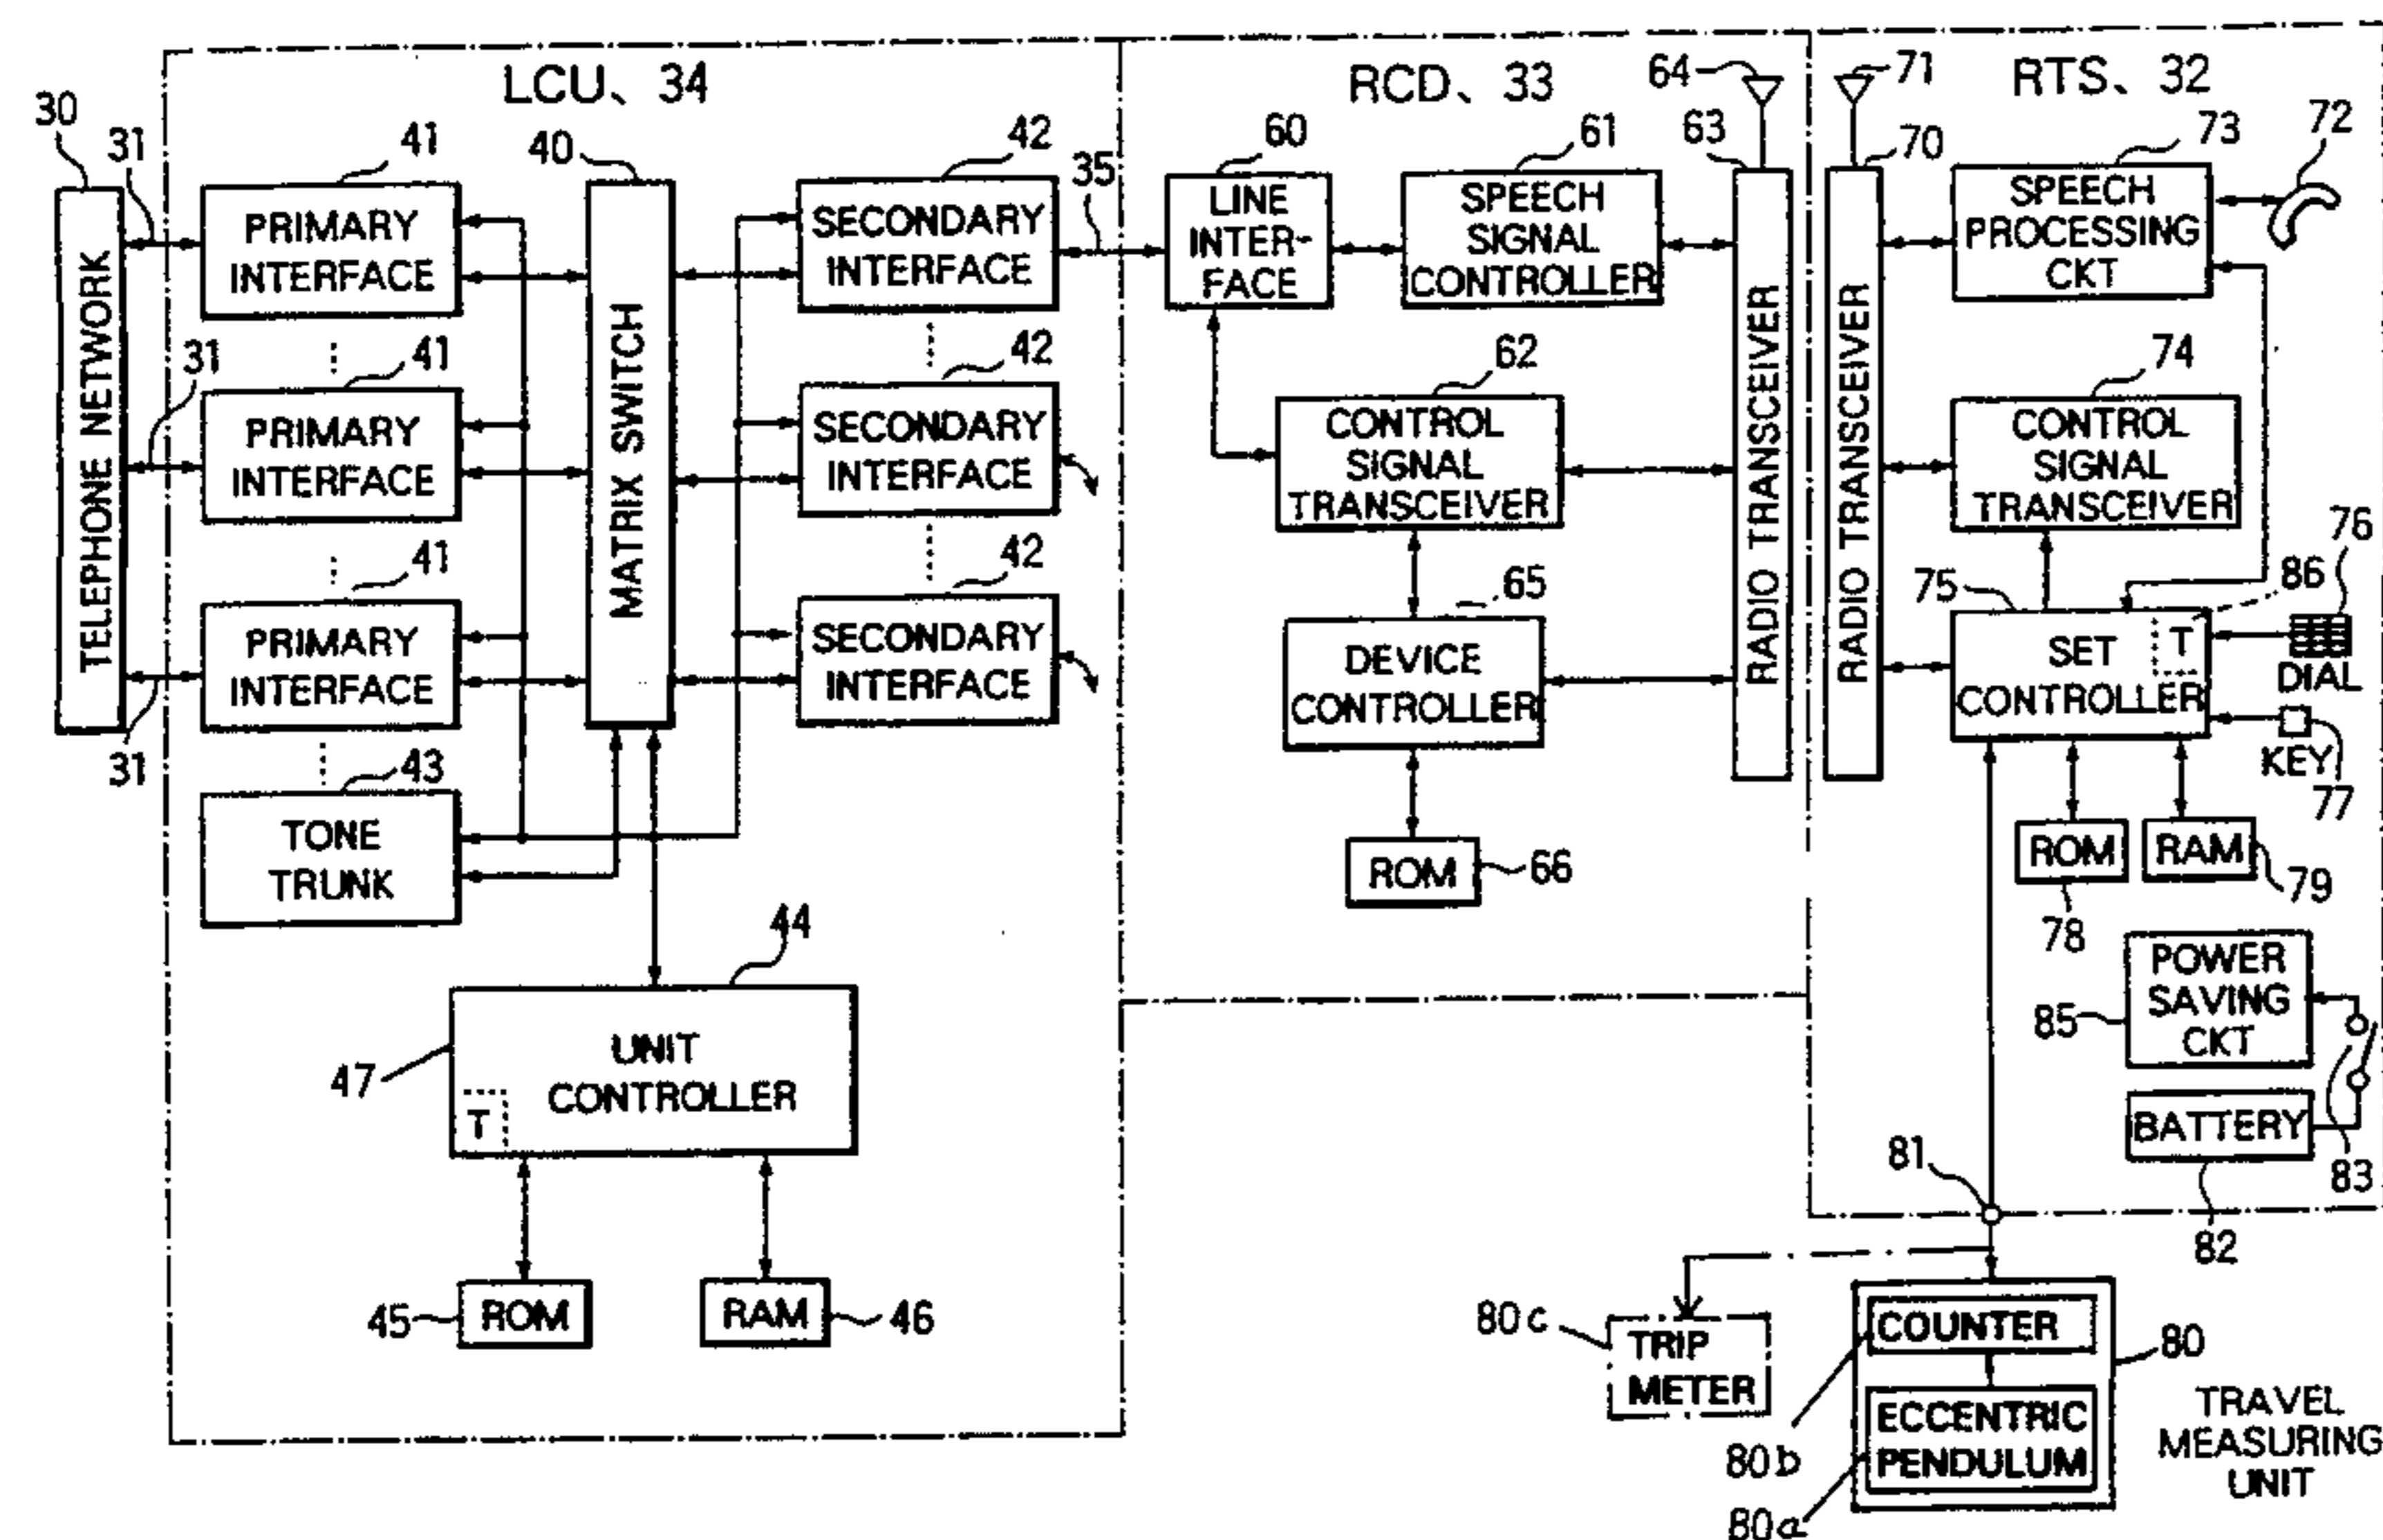 LCU、34
RCD、33
RTS、32
30
31
41
40
42
35
60
61
64
63
71
70
73
72
TELEPHONE NETWORK
PRIMARY
INTERFACE
MATRIX SWITCH
SECONDARY
INTERFACE
LINE
INTER-
FACE
SPEECH
SIGNAL
CONTROLLER
RADIO TRANSCEIVER
RADIO TRANSCEIVER
SPEECH
PROCESSING
CKT
31
41
42
62
74
PRIMARY
INTERFACE
SECONDARY
INTERFACE
CONTROL
SIGNAL
TRANSCEIVER
CONTROL
SIGNAL
TRANSCEIVER
41
42
65
75
86
76
PRIMARY
INTERFACE
SECONDARY
INTERFACE
DEVICE
CONTROLLER
SET
CONTROLLER
T
DIAL
KEY
77
31
43
TONE
TRUNK
ROM
66
ROM
RAM
78
79
44
47
UNIT
CONTROLLER
T
POWER
SAVING
CKT
85
BATTERY
83
82
81
45
ROM
RAM
46
80c
TRIP
METER
COUNTER
80
80b
ECCENTRIC
PENDULUM
80a
TRAVEL
MEASURING
UNIT